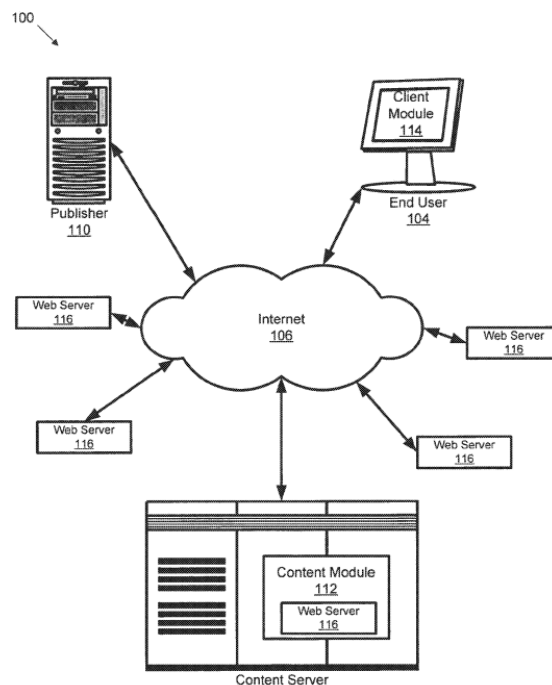 100
Client
Module
114
Publisher
110
End User
104
Web Server
116
Internet
106
Web Server
116
Web Server
116
Web Server
116
Content Module
112
Web Server
116
Content Server